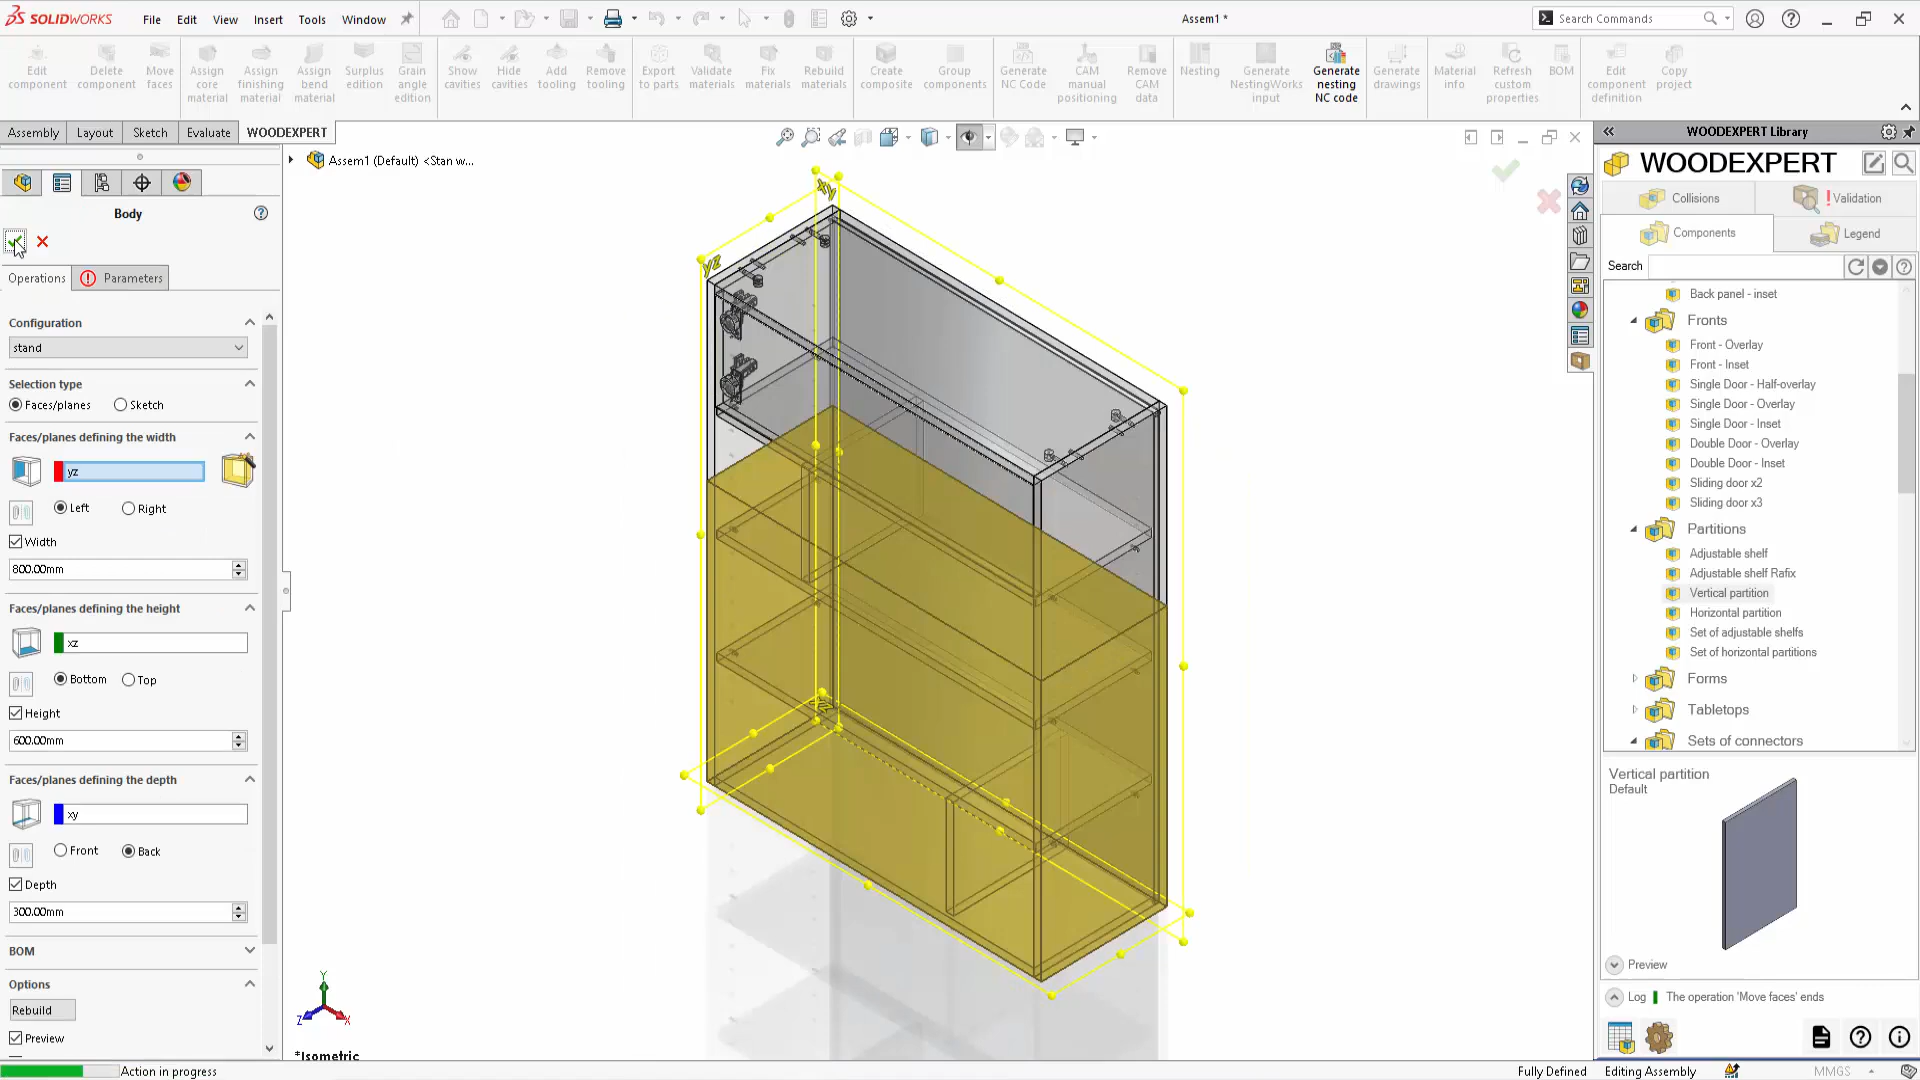 SOLIDWORKS
File Edit View Insert Tools Window
Assem1 *
Search Commands
Edit component
Delete component
Move faces
Assign core material
Assign finishing material
Assign bend material
Surplus edition
Grain angle edition
Show cavities
Hide cavities
Add tooling
Remove tooling
Export to parts
Validate materials
Fix materials
Rebuild materials
Create composite
Group components
Generate NC Code
CAM manual positioning
Remove CAM data
Nesting
Generate NestingWorks input
Generate nesting NC code
Generate drawings
Material info
Refresh custom properties
BOM
Edit component definition
Copy project
Assembly Layout Sketch Evaluate WOODEXPERT
Assem1 (Default) <Stan w...
Body
Operations Parameters
Configuration
stand
Selection type
Faces/planes Sketch
Faces/planes defining the width
yz
Left Right
Width
800.00mm
Faces/planes defining the height
xz
Bottom Top
Height
600.00mm
Faces/planes defining the depth
xy
Front Back
Depth
300.00mm
BOM
Options
Rebuild
Preview
XY
YZ
XZ
Y
Z X
*Isometric
WOODEXPERT Library
WOODEXPERT
Collisions ! Validation
Components Legend
Search
Back panel - inset
Fronts
Front - Overlay
Front - Inset
Single Door - Half-overlay
Single Door - Overlay
Single Door - Inset
Double Door - Overlay
Double Door - Inset
Sliding door x2
Sliding door x3
Partitions
Adjustable shelf
Adjustable shelf Rafix
Vertical partition
Horizontal partition
Set of adjustable shelfs
Set of horizontal partitions
Forms
Tabletops
Sets of connectors
Vertical partition
Default
Preview
Log The operation 'Move faces' ends
Action in progress
Fully Defined Editing Assembly MMGS